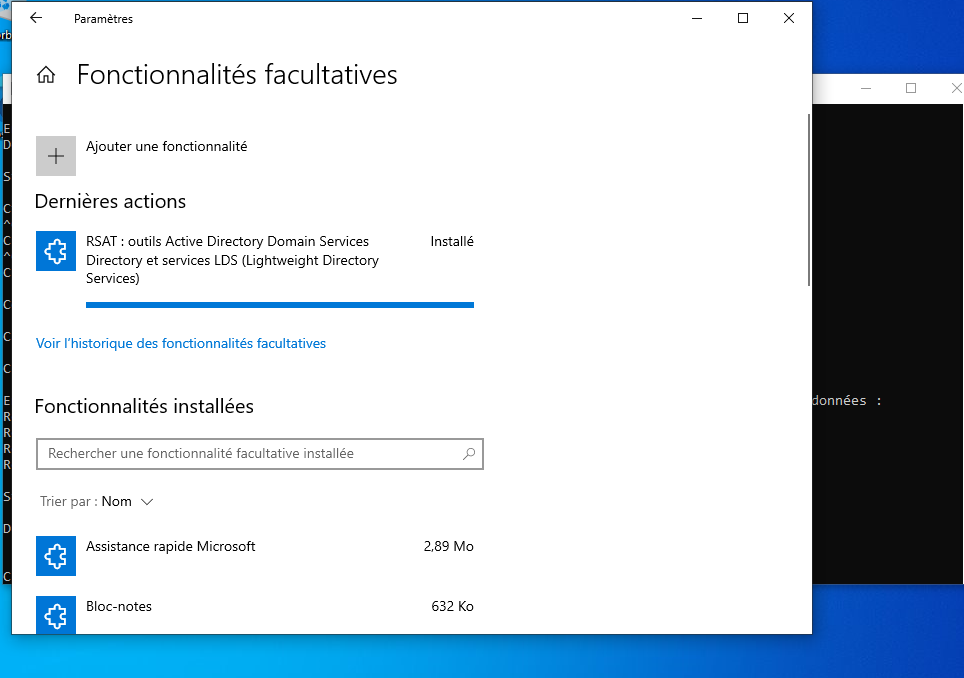 Paramètres
Fonctionnalités facultatives
Ajouter une fonctionnalité
Dernières actions
RSAT : outils Active Directory Domain Services
Directory et services LDS (Lightweight Directory
Services)
Installé
Voir l’historique des fonctionnalités facultatives
Fonctionnalités installées
Rechercher une fonctionnalité facultative installée
Trier par : Nom
Assistance rapide Microsoft
2,89 Mo
Bloc-notes
632 Ko
données :